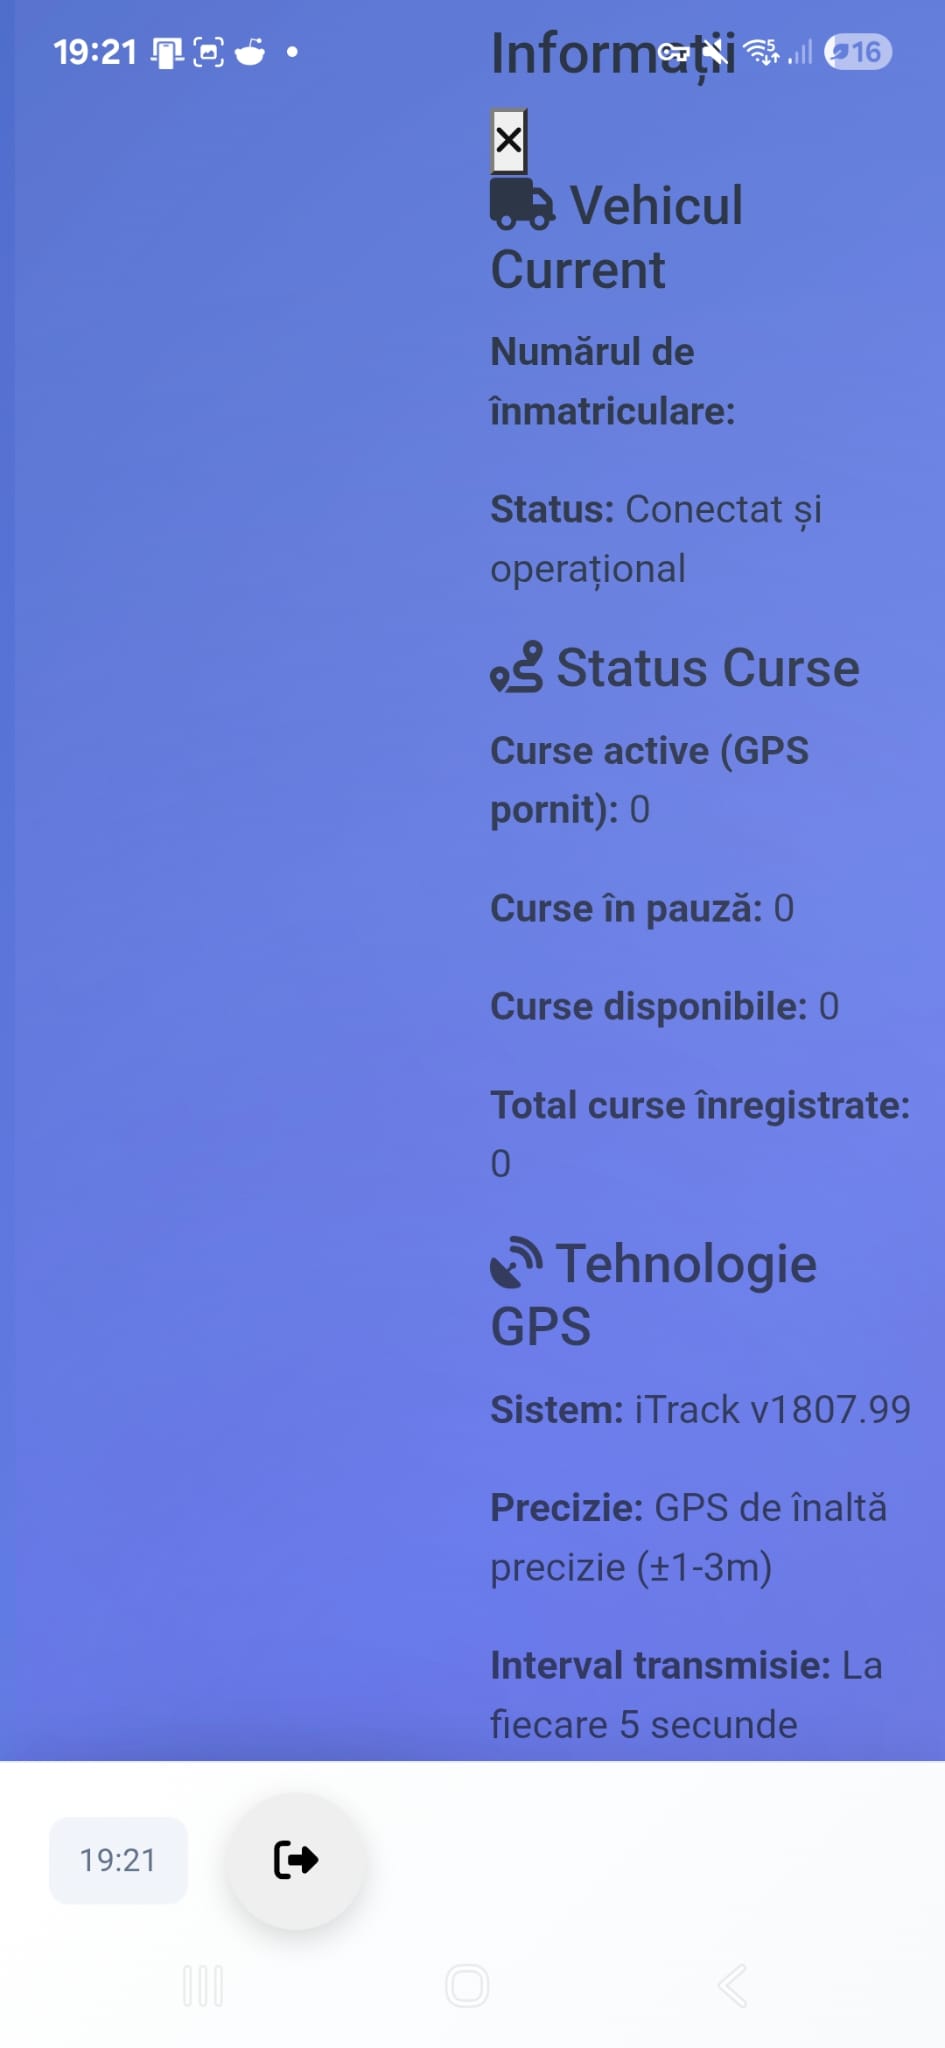 19:21
Informații
5
16
Vehicul
Current
Numărul de
înmatriculare:
Status: Conectat și
operațional
Status Curse
Curse active (GPS
pornit): 0
Curse în pauză: 0
Curse disponibile: 0
Total curse înregistrate:
0
Tehnologie
GPS
Sistem: iTrack v1807.99
Precizie: GPS de înaltă
precizie (±1-3m)
Interval transmisie: La
fiecare 5 secunde
19:21